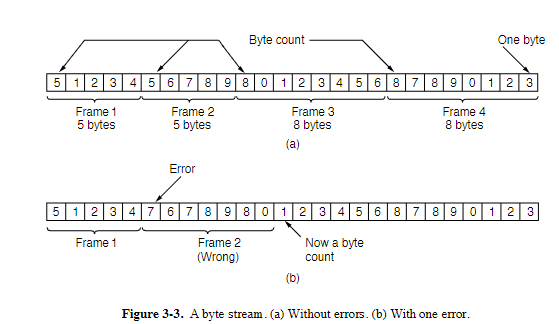 Byte count One byte
5 1 2 3 4 5 6 7 8 9 8 0 1 2 3 4 5 6 8 7 8 9 0 1 2 3
Frame 1 Frame 2 Frame 3 Frame 4
5 bytes 5 bytes 8 bytes 8 bytes
(a)
Error
5 1 2 3 4 7 6 7 8 9 8 0 1 2 3 4 5 6 8 7 8 9 0 1 2 3
Frame 1 Frame 2 Now a byte
(Wrong) count
(b)
Figure 3-3. A byte stream. (a) Without errors. (b) With one error.